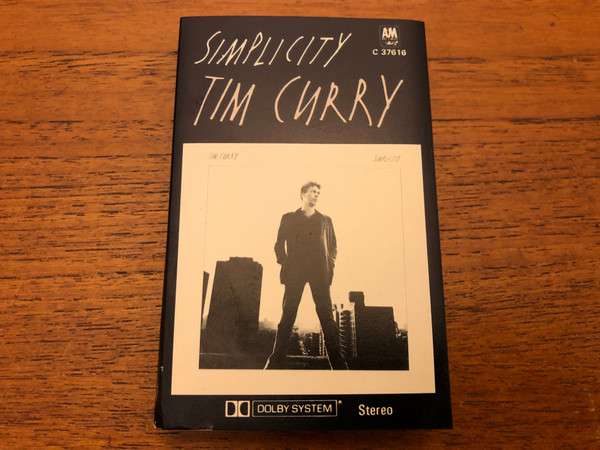 SIMPLICITY
TIM CURRY
A&M
C 37616
TIM CURRY
SIMPLICITY
DOLBY SYSTEM
Stereo